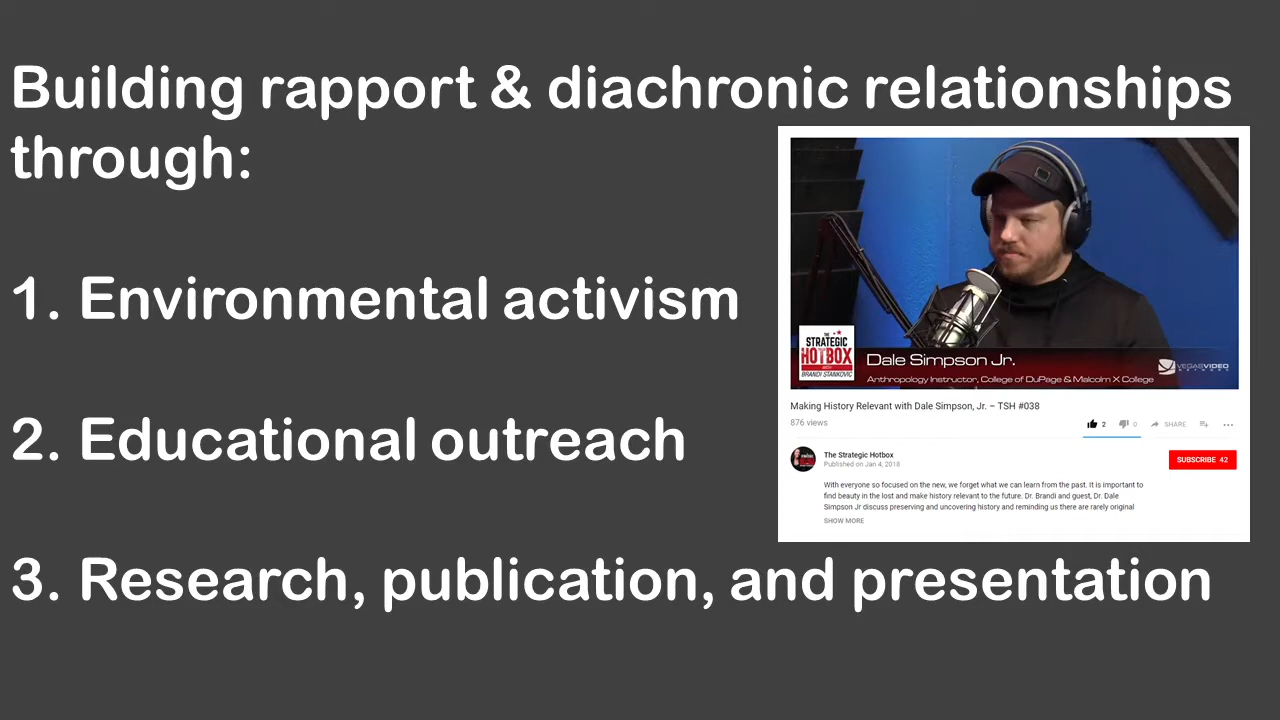 Building rapport & diachronic relationships
through:
1. Environmental activism
2. Educational outreach
3. Research, publication, and presentation
THE
STRATEGIC
HOTBOX
WITH
BRANDI STANKOVIC
Dale Simpson Jr.
Anthropology Instructor, College of DuPage & Malcolm X College
VEGASVIDEO
NETWORK
Making History Relevant with Dale Simpson, Jr. – TSH #038
876 views
2
0
SHARE
The Strategic Hotbox
Published on Jan 4, 2018
SUBSCRIBE 42
With everyone so focused on the new, we forget what we can learn from the past. It is important to
find beauty in the lost and make history relevant to the future. Dr. Brandi and guest, Dr. Dale
Simpson Jr discuss preserving and uncovering history and reminding us there are rarely original
SHOW MORE